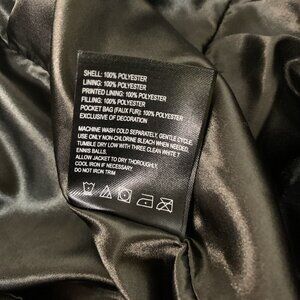 SHELL: 100% POLYESTER
LINING: 100% POLYESTER
PRINTED LINING: 100% POLYESTER
FILLING: 100% POLYESTER
POCKET BAG (FAUX FUR): 100% POLYESTER
EXCLUSIVE OF DECORATION
MACHINE WASH COLD SEPARATELY, GENTLE CYCLE.
USE ONLY NON-CHLORINE BLEACH WHEN NEEDED.
TUMBLE DRY LOW WITH THREE CLEAN WHITE T
ENNIS BALLS.
ALLOW JACKET TO DRY THOROUGHLY.
COOL IRON IF NECESSARY.
DO NOT IRON TRIM